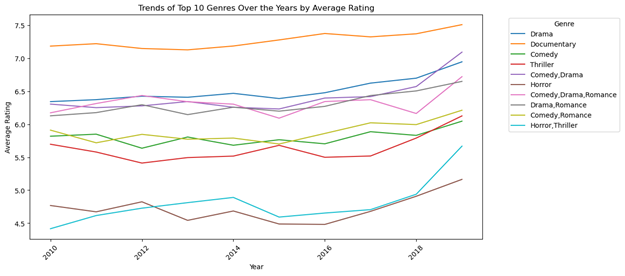 Trends of Top 10 Genres Over the Years by Average Rating
7.5
7.0
6.5
6.0
5.5
5.0
4.5
Average Rating
2010
2012
2014
2016
2018
Year
Genre
Drama
Documentary
Comedy
Thriller
Comedy,Drama
Horror
Comedy,Drama,Romance
Drama,Romance
Comedy,Romance
Horror,Thriller